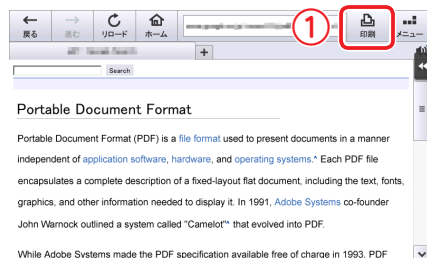 戻る 進む リロード ホーム ① 印刷 メニュー
+
Search
Portable Document Format
Portable Document Format (PDF) is a file format used to present documents in a manner
independent of application software, hardware, and operating systems.^ Each PDF file
encapsulates a complete description of a fixed-layout flat document, including the text, fonts,
graphics, and other information needed to display it. In 1991, Adobe Systems co-founder
John Warnock outlined a system called "Camelot"^ that evolved into PDF.
While Adobe Systems made the PDF specification available free of charge in 1993, PDF